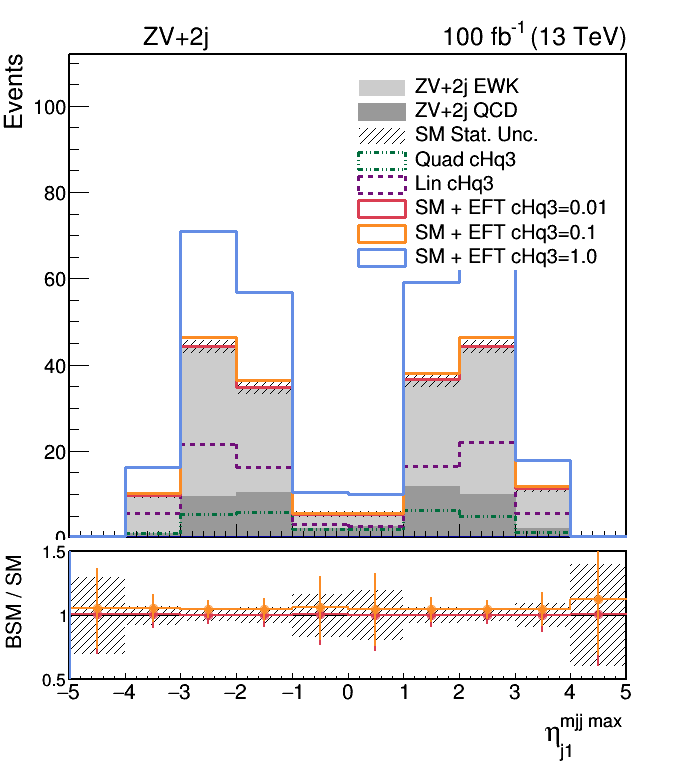 ZV+2j 100 fb-1 (13 TeV)
Events
100
80
60
40
20
0
ZV+2j EWK
ZV+2j QCD
SM Stat. Unc.
Quad cHq3
Lin cHq3
SM + EFT cHq3=0.01
SM + EFT cHq3=0.1
SM + EFT cHq3=1.0
BSM / SM
1.5
1
0.5
−5 −4 −3 −2 −1 0 1 2 3 4 5
η j1 mjj max